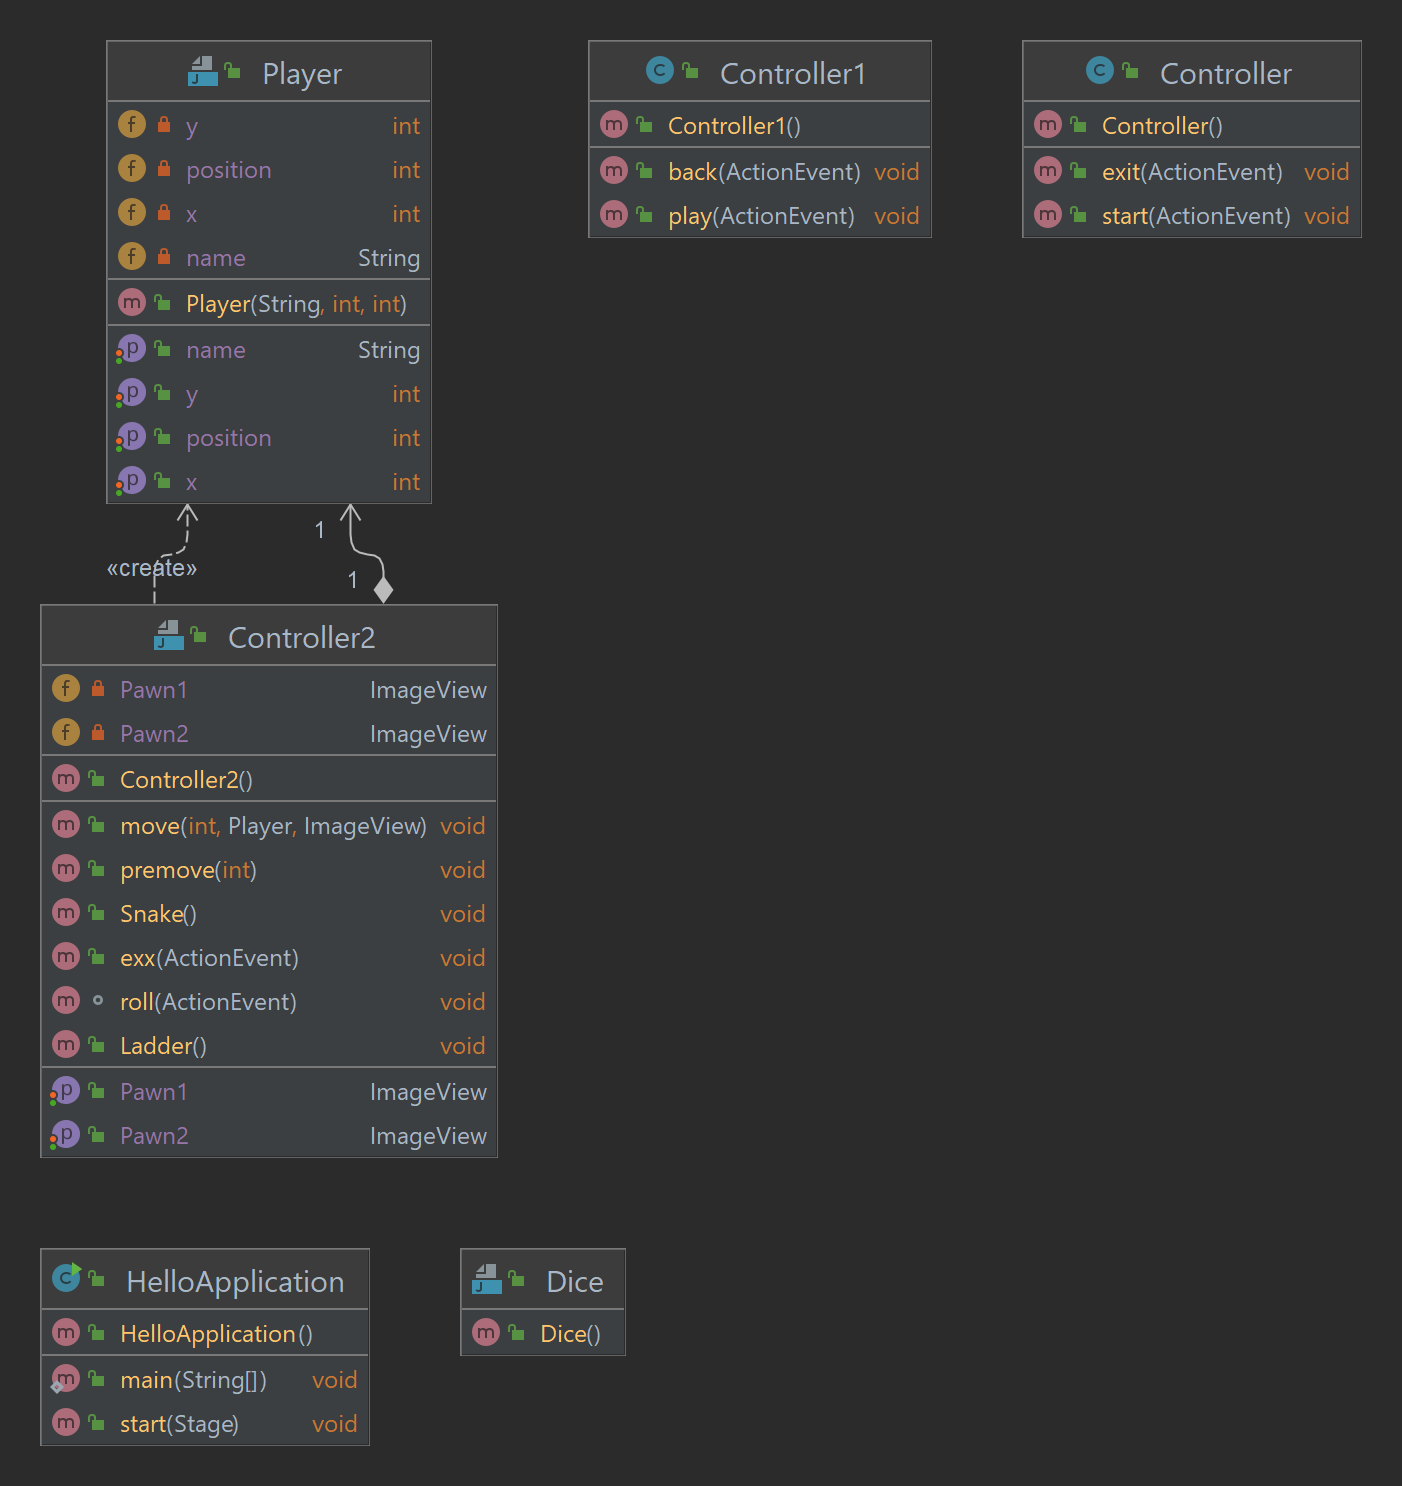 Player
y int
position int
x int
name String
Player(String, int, int)
name String
y int
position int
x int
Controller1
Controller1()
back(ActionEvent) void
play(ActionEvent) void
Controller
Controller()
exit(ActionEvent) void
start(ActionEvent) void
1
«create»
1
Controller2
Pawn1 ImageView
Pawn2 ImageView
Controller2()
move(int, Player, ImageView) void
premove(int) void
Snake() void
exx(ActionEvent) void
roll(ActionEvent) void
Ladder() void
Pawn1 ImageView
Pawn2 ImageView
HelloApplication
HelloApplication()
main(String[]) void
start(Stage) void
Dice
Dice()